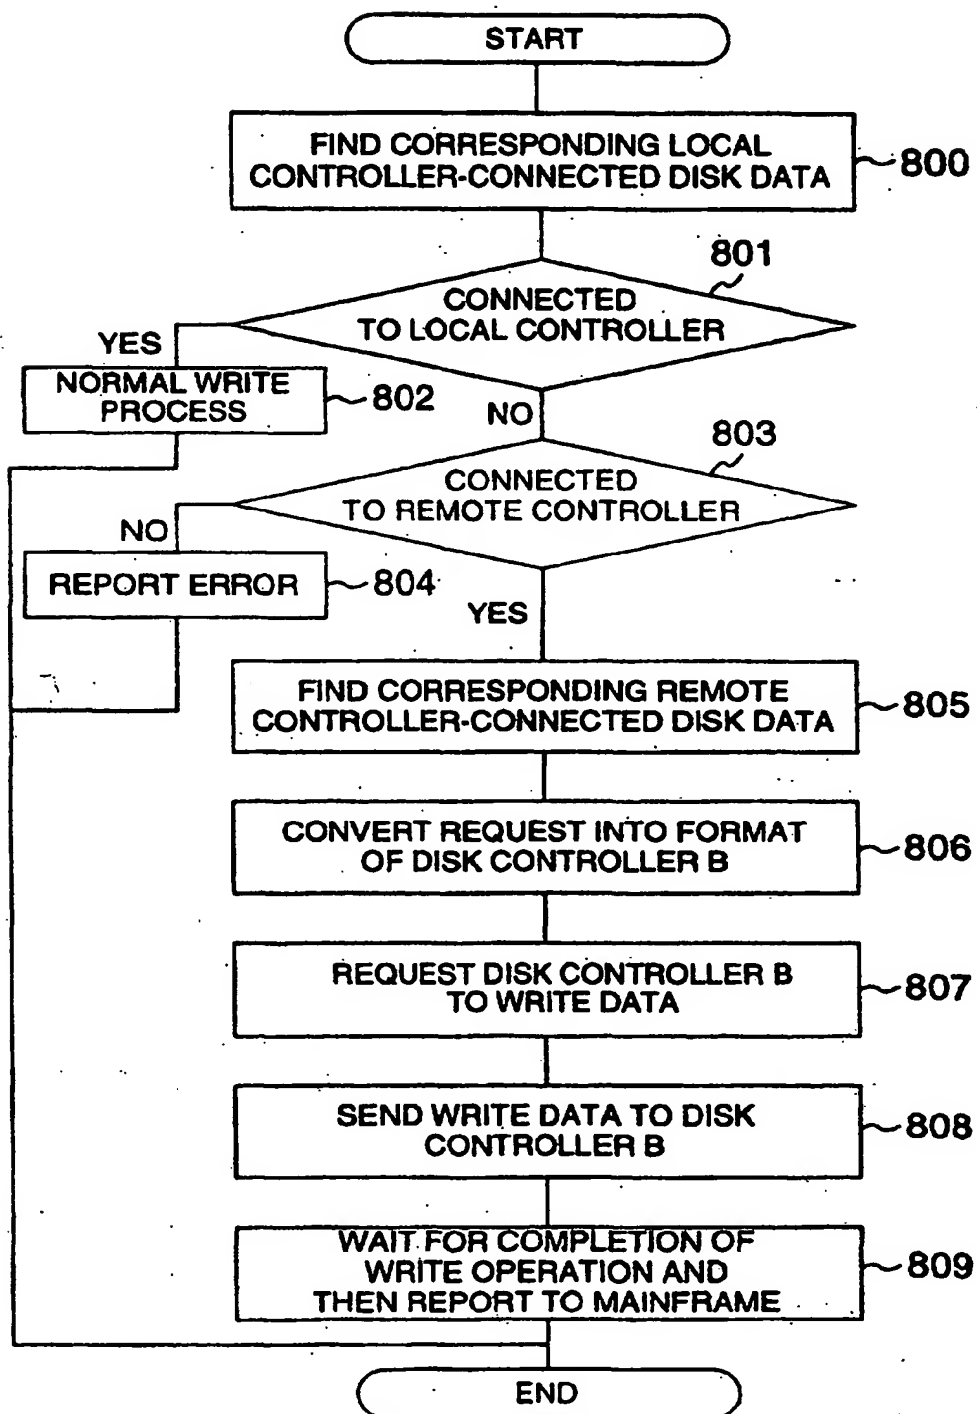 START
FIND CORRESPONDING LOCAL
CONTROLLER-CONNECTED DISK DATA
800
801
CONNECTED
TO LOCAL CONTROLLER
YES
NORMAL WRITE
PROCESS
802
NO
803
CONNECTED
TO REMOTE CONTROLLER
NO
REPORT ERROR
804
YES
FIND CORRESPONDING REMOTE
CONTROLLER-CONNECTED DISK DATA
805
CONVERT REQUEST INTO FORMAT
OF DISK CONTROLLER B
806
REQUEST DISK CONTROLLER B
TO WRITE DATA
807
SEND WRITE DATA TO DISK
CONTROLLER B
808
WAIT FOR COMPLETION OF
WRITE OPERATION AND
THEN REPORT TO MAINFRAME
809
END